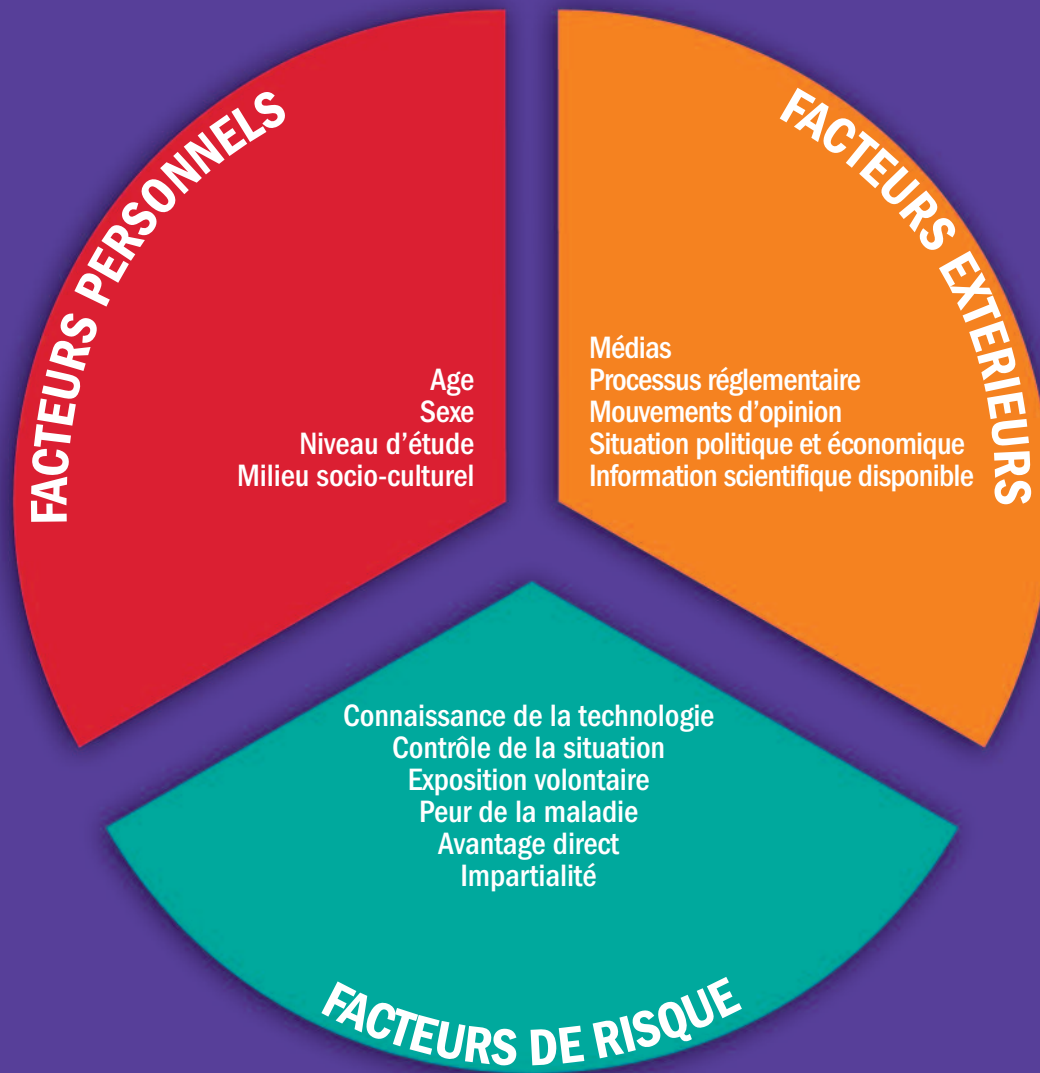 FACTEURS PERSONNELS
Age
Sexe
Niveau d'étude
Milieu socio-culturel
FACTEURS EXTERIEURS
Médias
Processus réglementaire
Mouvements d'opinion
Situation politique et économique
Information scientifique disponible
Connaissance de la technologie
Contrôle de la situation
Exposition volontaire
Peur de la maladie
Avantage direct
Impartialité
FACTEURS DE RISQUE